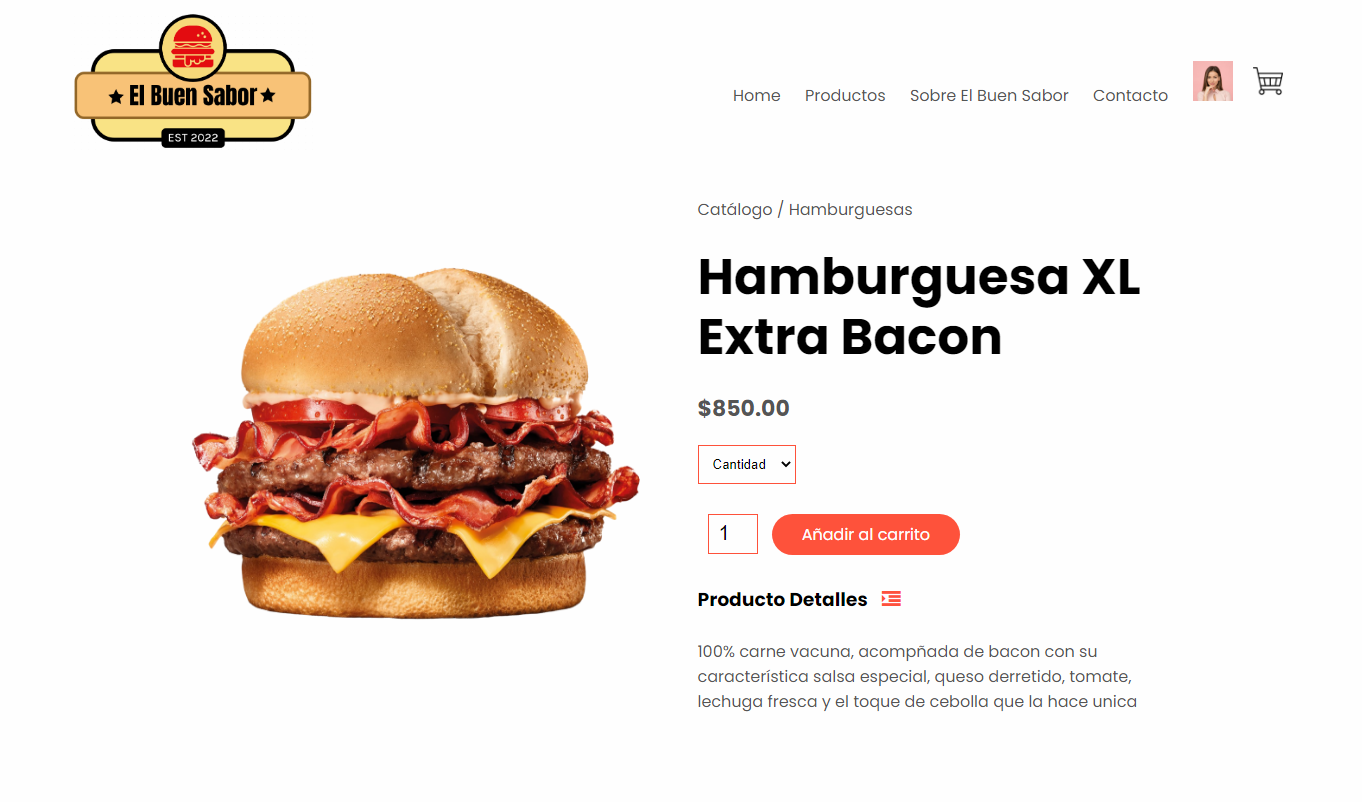 El Buen Sabor
EST 2022
Home Productos Sobre El Buen Sabor Contacto
Catálogo / Hamburguesas
Hamburguesa XL
Extra Bacon
$850.00
Cantidad
1 Añadir al carrito
Producto Detalles
100% carne vacuna, acompñada de bacon con su
característica salsa especial, queso derretido, tomate,
lechuga fresca y el toque de cebolla que la hace unica